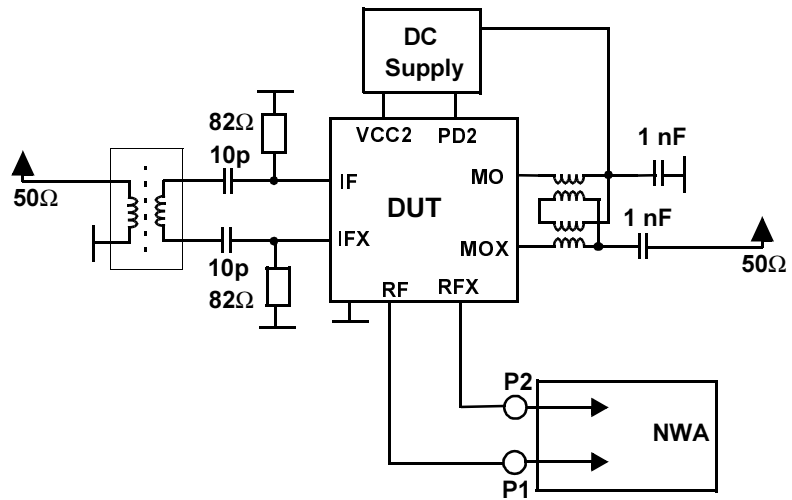 DC
Supply
82Ω
10p
50Ω
10p
82Ω
VCC2
PD2
IF
IFX
DUT
MO
MOX
RF
RFX
1 nF
1 nF
50Ω
P2
P1
NWA